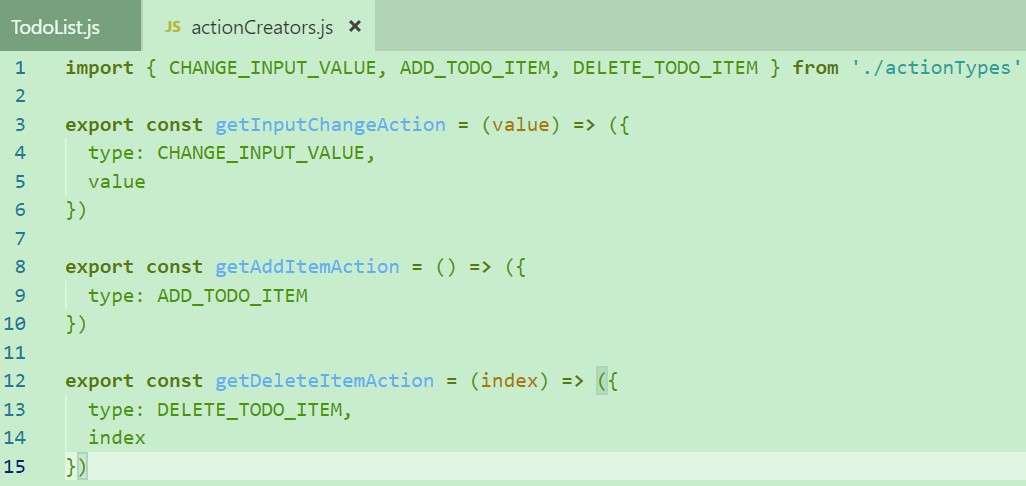 TodoList.js JS actionCreators.js ×
1 import { CHANGE_INPUT_VALUE, ADD_TODO_ITEM, DELETE_TODO_ITEM } from './actionTypes'
2
3 export const getInputChangeAction = (value) => ({
4   type: CHANGE_INPUT_VALUE,
5   value
6 })
7
8 export const getAddItemAction = () => ({
9   type: ADD_TODO_ITEM
10 })
11
12 export const getDeleteItemAction = (index) => ({
13   type: DELETE_TODO_ITEM,
14   index
15 })